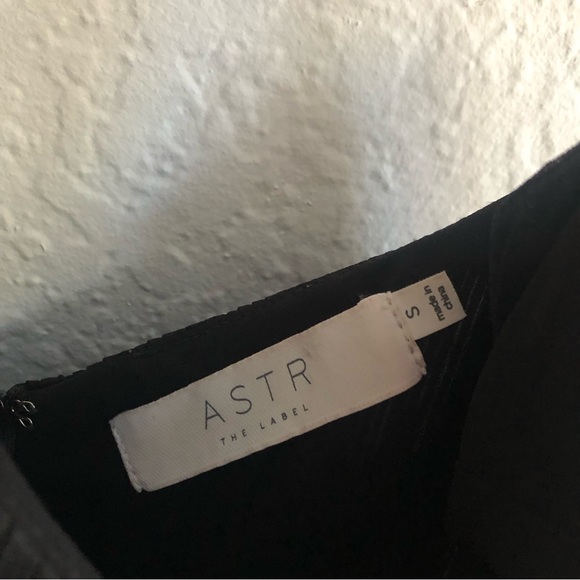 ASTR
THE LABEL
S
made in
china